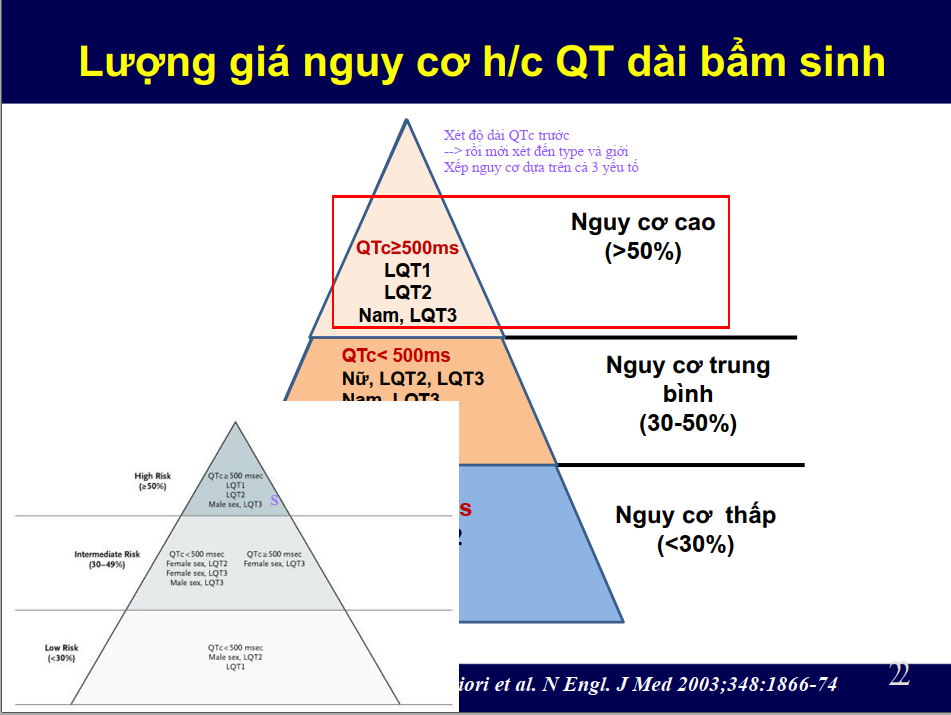 Lượng giá nguy cơ h/c QT dài bẩm sinh
Xét độ dài QTc trước
--> rồi mới xét đến type và giới
Xếp nguy cơ dựa trên cả 3 yếu tố
QTc≥500ms
LQT1
LQT2
Nam, LQT3
Nguy cơ cao
(>50%)
QTc< 500ms
Nữ, LQT2, LQT3
Nam, LQT3
Nguy cơ trung
bình
(30-50%)
s
2
Nguy cơ thấp
(<30%)
High Risk
(≥50%)
QTc≥500 msec
LQT1
LQT2
Male sex, LQT3
S
Intermediate Risk
(30–49%)
QTc<500 msec
Female sex, LQT2
Female sex, LQT3
Male sex, LQT3
QTc≥500 msec
Female sex, LQT3
Low Risk
(<30%)
QTc<500 msec
Male sex, LQT2
LQT1
iori et al. N Engl. J Med 2003;348:1866-74
22